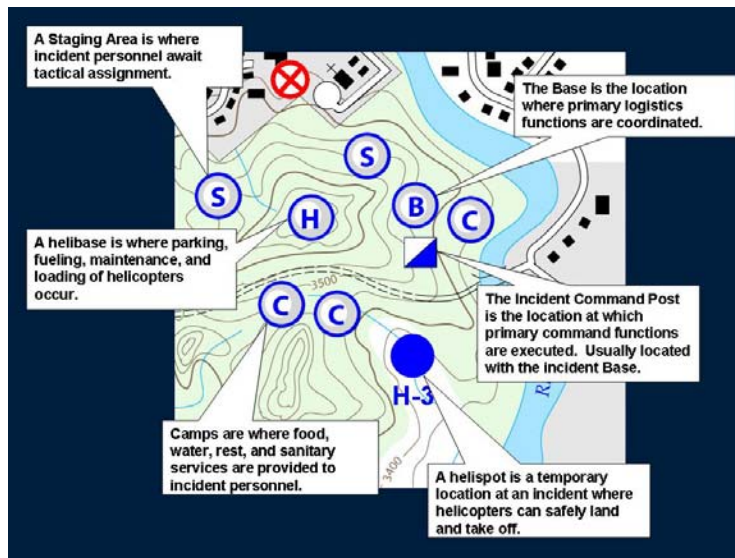 A Staging Area is where
incident personnel await
tactical assignment.
The Base is the location
where primary logistics
functions are coordinated.
S
S
B
C
H
A helibase is where parking,
fueling, maintenance, and
loading of helicopters
occur.
3500
The Incident Command Post
is the location at which
primary command functions
are executed. Usually located
with the incident Base.
C
C
H-3
Camps are where food,
water, rest, and sanitary
services are provided to
incident personnel.
3400
A helispot is a temporary
location at an incident where
helicopters can safely land
and take off.